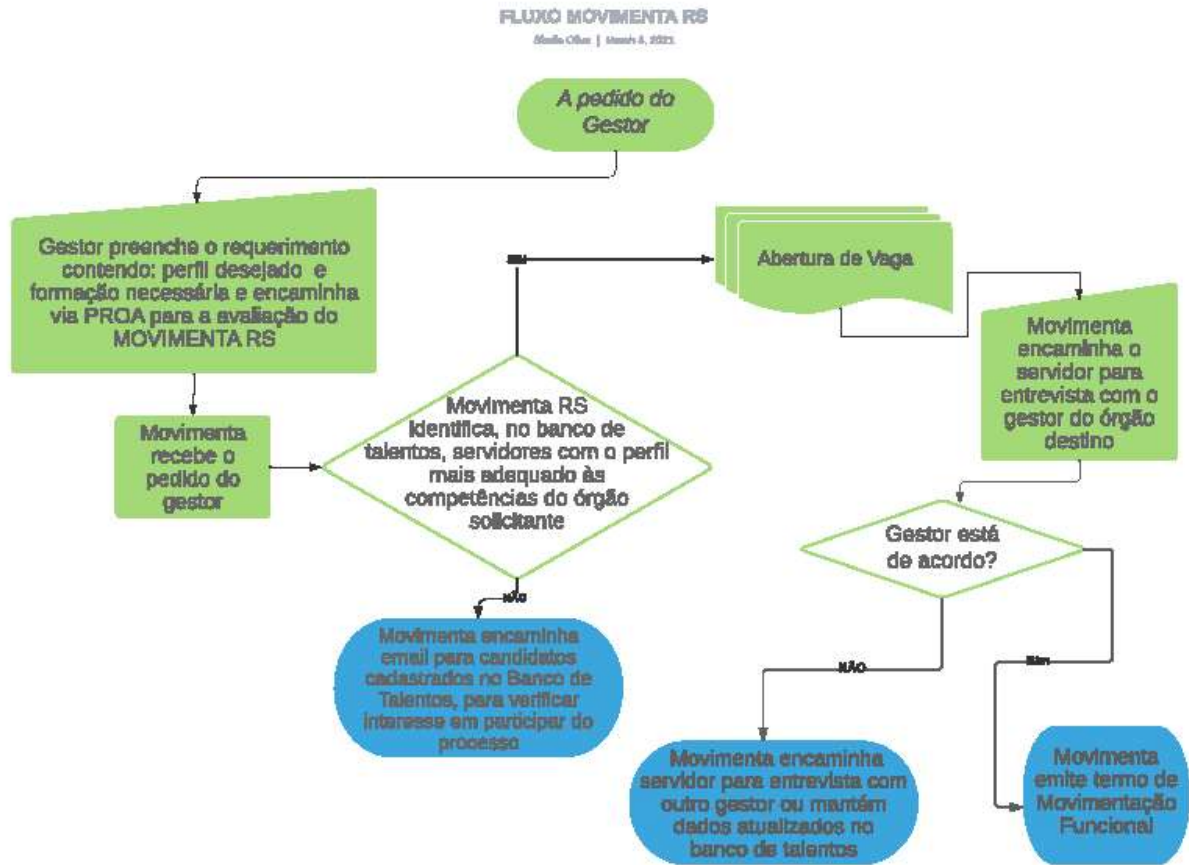 FLUXO MOVIMENTA RS
A pedido do
Gestor
Gestor preenche o requerimento
contendo: perfil desejado e
formação necessária e encaminha
via PROA para a avaliação do
MOVIMENTA RS
Movimenta
recebe o
pedido do
gestor
Movimenta RS
identifica, no banco de
talentos, servidores com o perfil
mais adequado às
competências do órgão
solicitante
SIM
Abertura de Vaga
Movimenta
encaminha o
servidor para
entrevista com o
gestor do órgão
destino
NÃO
Movimenta encaminha
email para candidatos
cadastrados no Banco de
Talentos, para verificar
interesse em participar do
processo
Gestor está
de acordo?
NÃO
Sim
Movimenta encaminha
servidor para entrevista com
outro gestor ou mantém
dados atualizados no
banco de talentos
Movimenta
emite termo de
Movimentação
Funcional